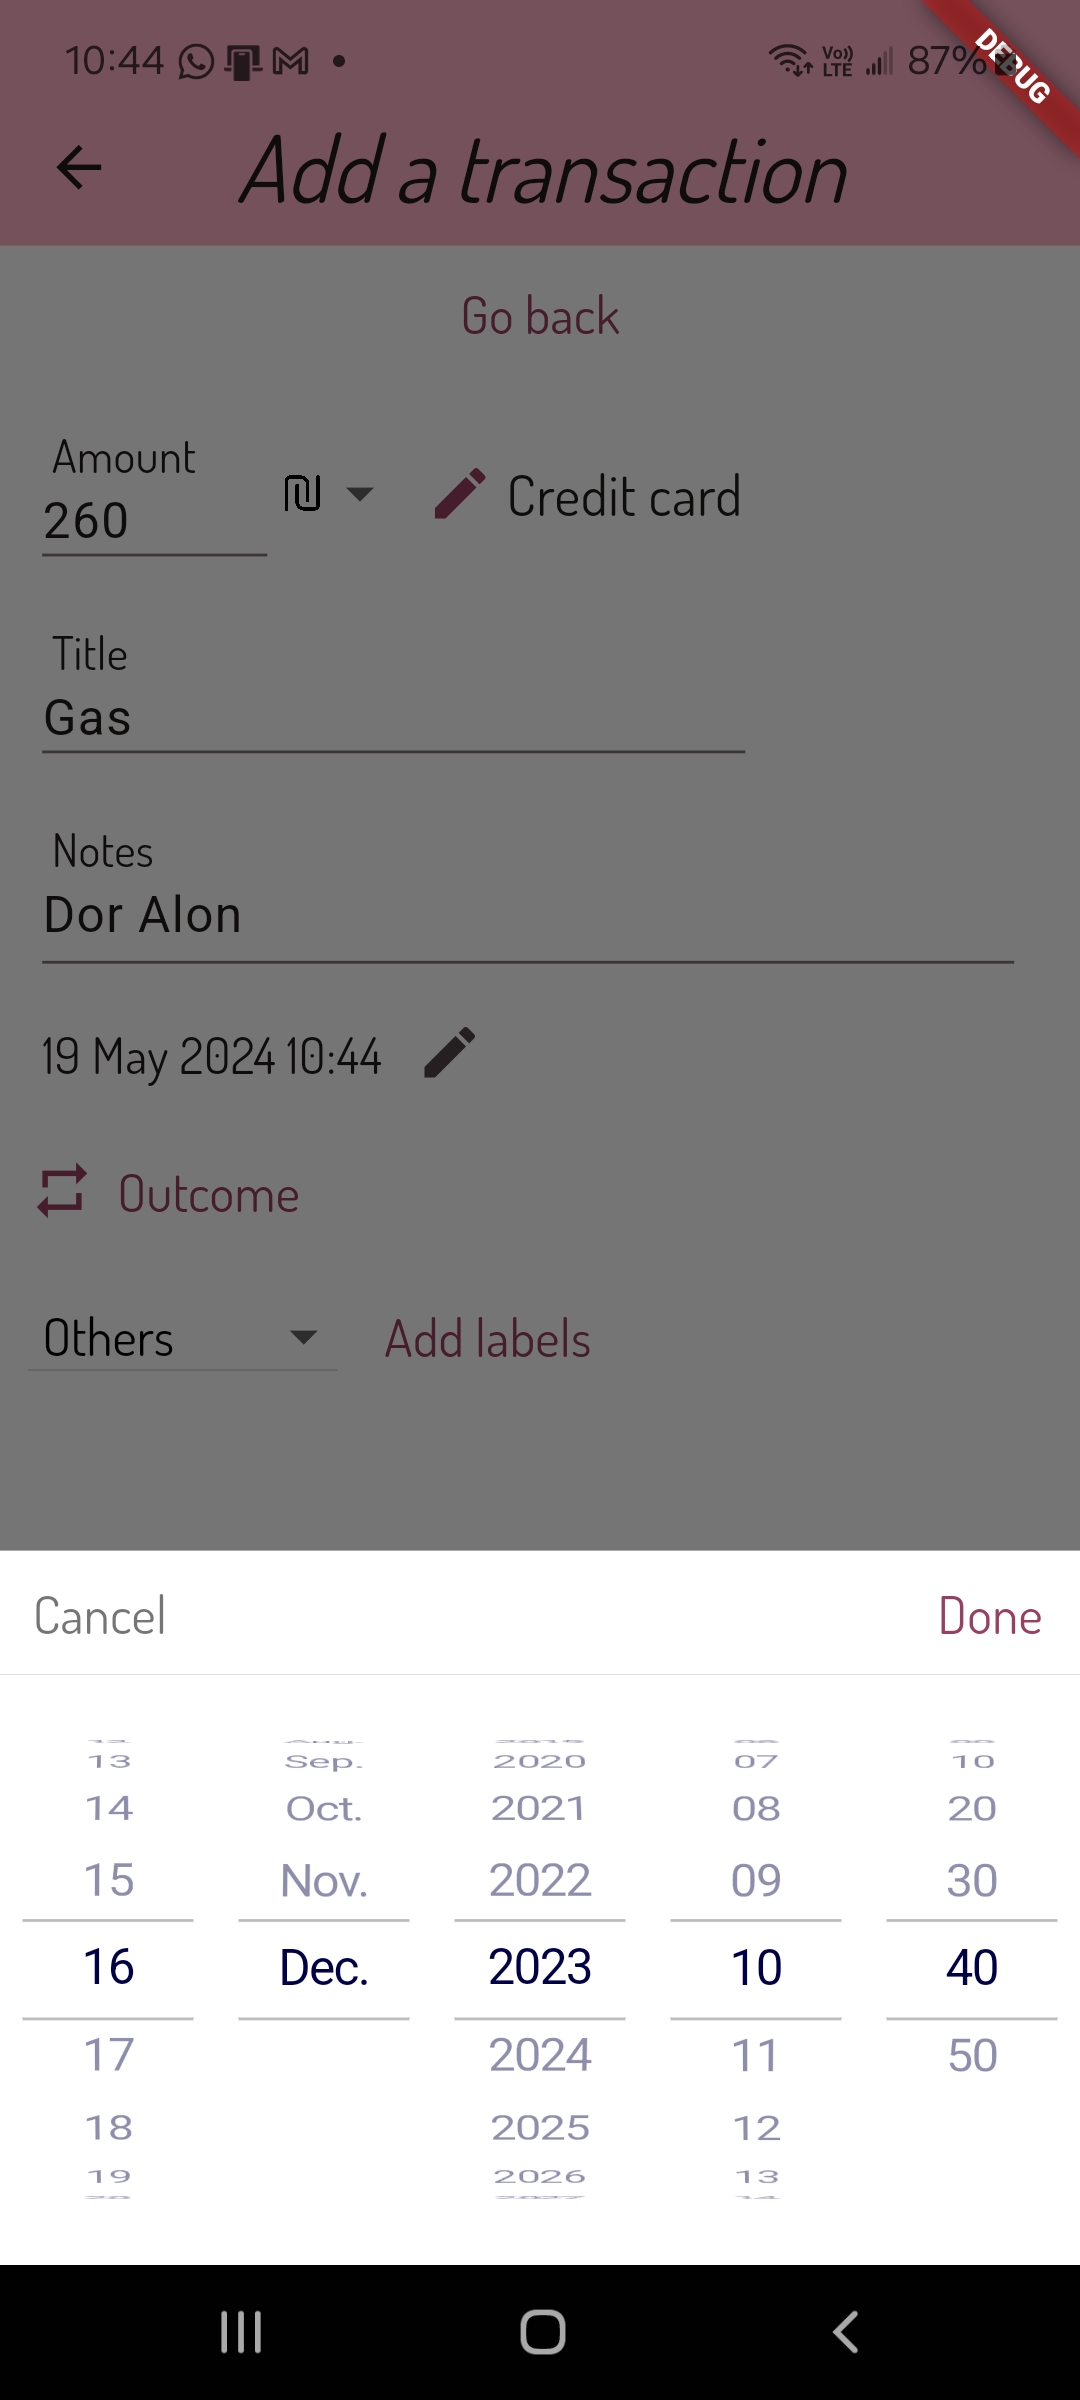 10:44 Vo)) LTE 87%
DEBUG
Add a transaction
Go back
Amount
260 ₪ Credit card
Title
Gas
Notes
Dor Alon
19 May 2024 10:44
Outcome
Others Add labels
Cancel Done
13 Sep. 2020 07 10
14 Oct. 2021 08 20
15 Nov. 2022 09 30
16 Dec. 2023 10 40
17 2024 11 50
18 2025 12
19 2026 13